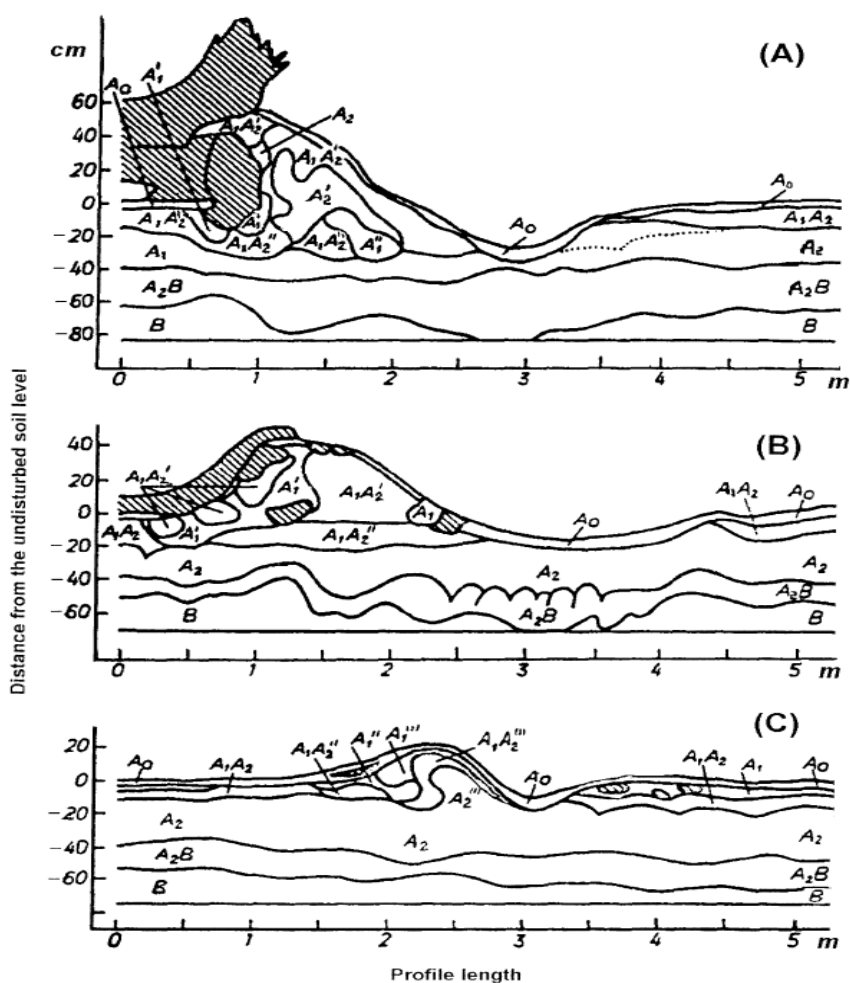 (A)
cm
A0
A1'
60
40
20
0
−20
−40
−60
−80
A1A2'
A2
A1A2'
A2'
A1A2''
A1'
A1A2''
A1A2''
A1''
A0
A0
A1A2
A1
A2
A2B
A2B
B
B
0 1 2 3 4 5 m
(B)
40
20
0
−20
−40
−60
A1A2'
A1'
A1A2'
A1A2
A1'
A1
A1A2''
A0
A1A2
A0
A2
A2
A2
A2B
A2B
B
B
0 1 2 3 4 5 m
(C)
20
0
−20
−40
−60
A0
A1A2
A1A2''
A1''
A1'''
A1A2'''
A2'''
A0
A1A2
A1
A0
A2
A2
A2
A2B
A2B
B
B
0 1 2 3 4 5 m
Distance from the undisturbed soil level
Profile length